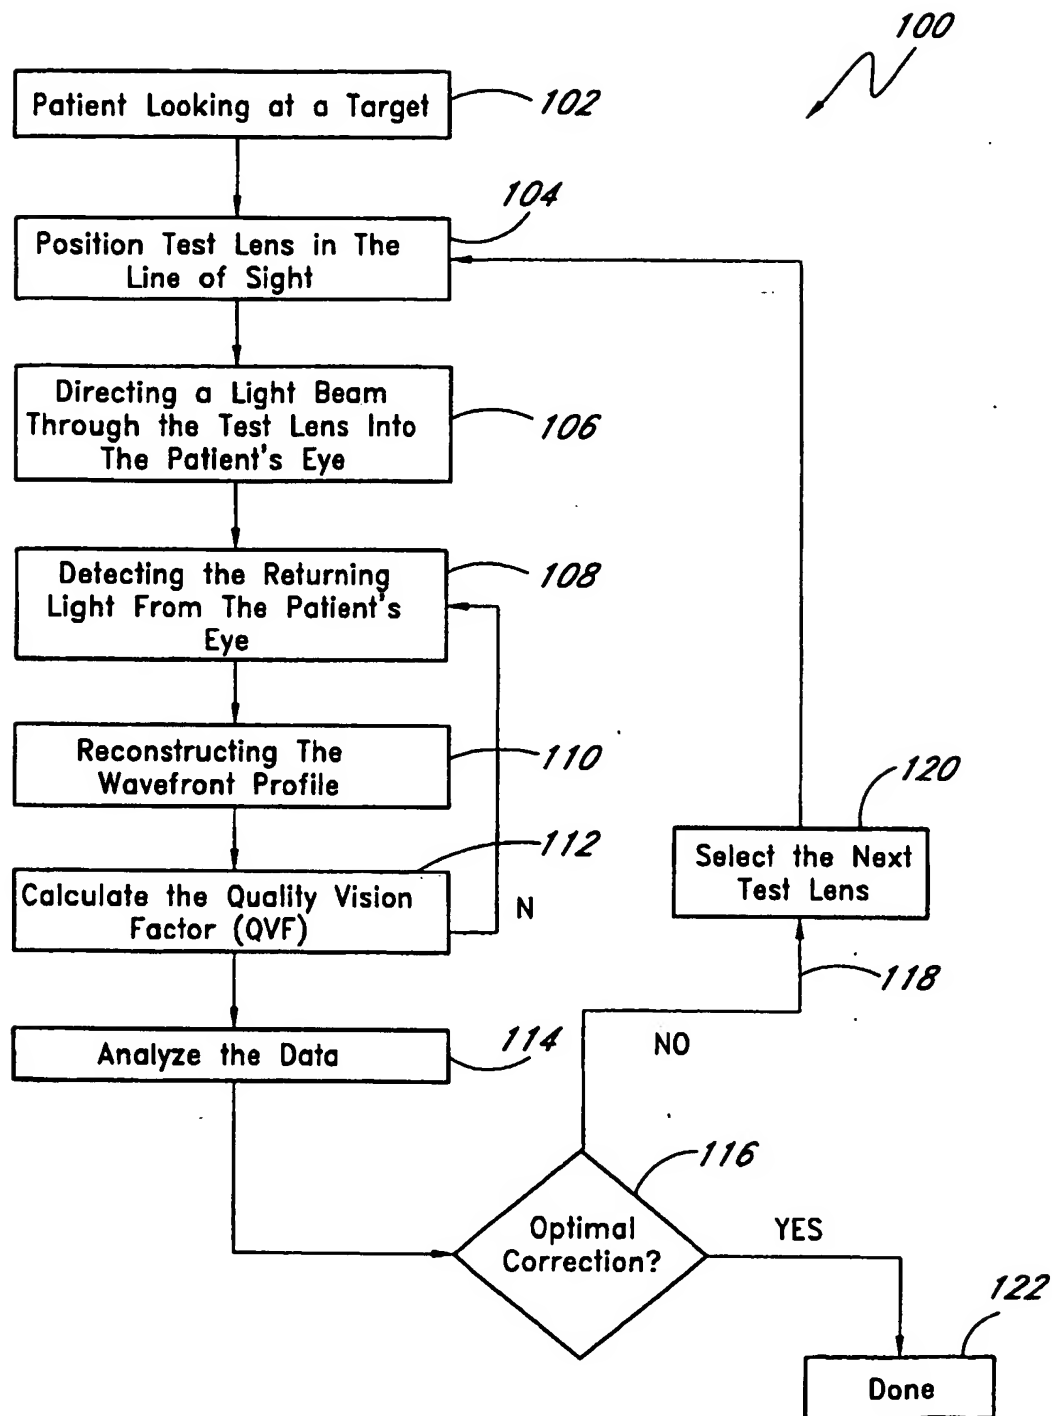 100
Patient Looking at a Target
102
104
Position Test Lens in The
Line of Sight
Directing a Light Beam
Through the Test Lens Into
The Patient's Eye
106
Detecting the Returning
Light From The Patient's
Eye
108
Reconstructing The
Wavefront Profile
110
120
Select the Next
Test Lens
112
Calculate the Quality Vision
Factor (QVF)
N
118
NO
Analyze the Data
114
116
Optimal
Correction?
YES
122
Done